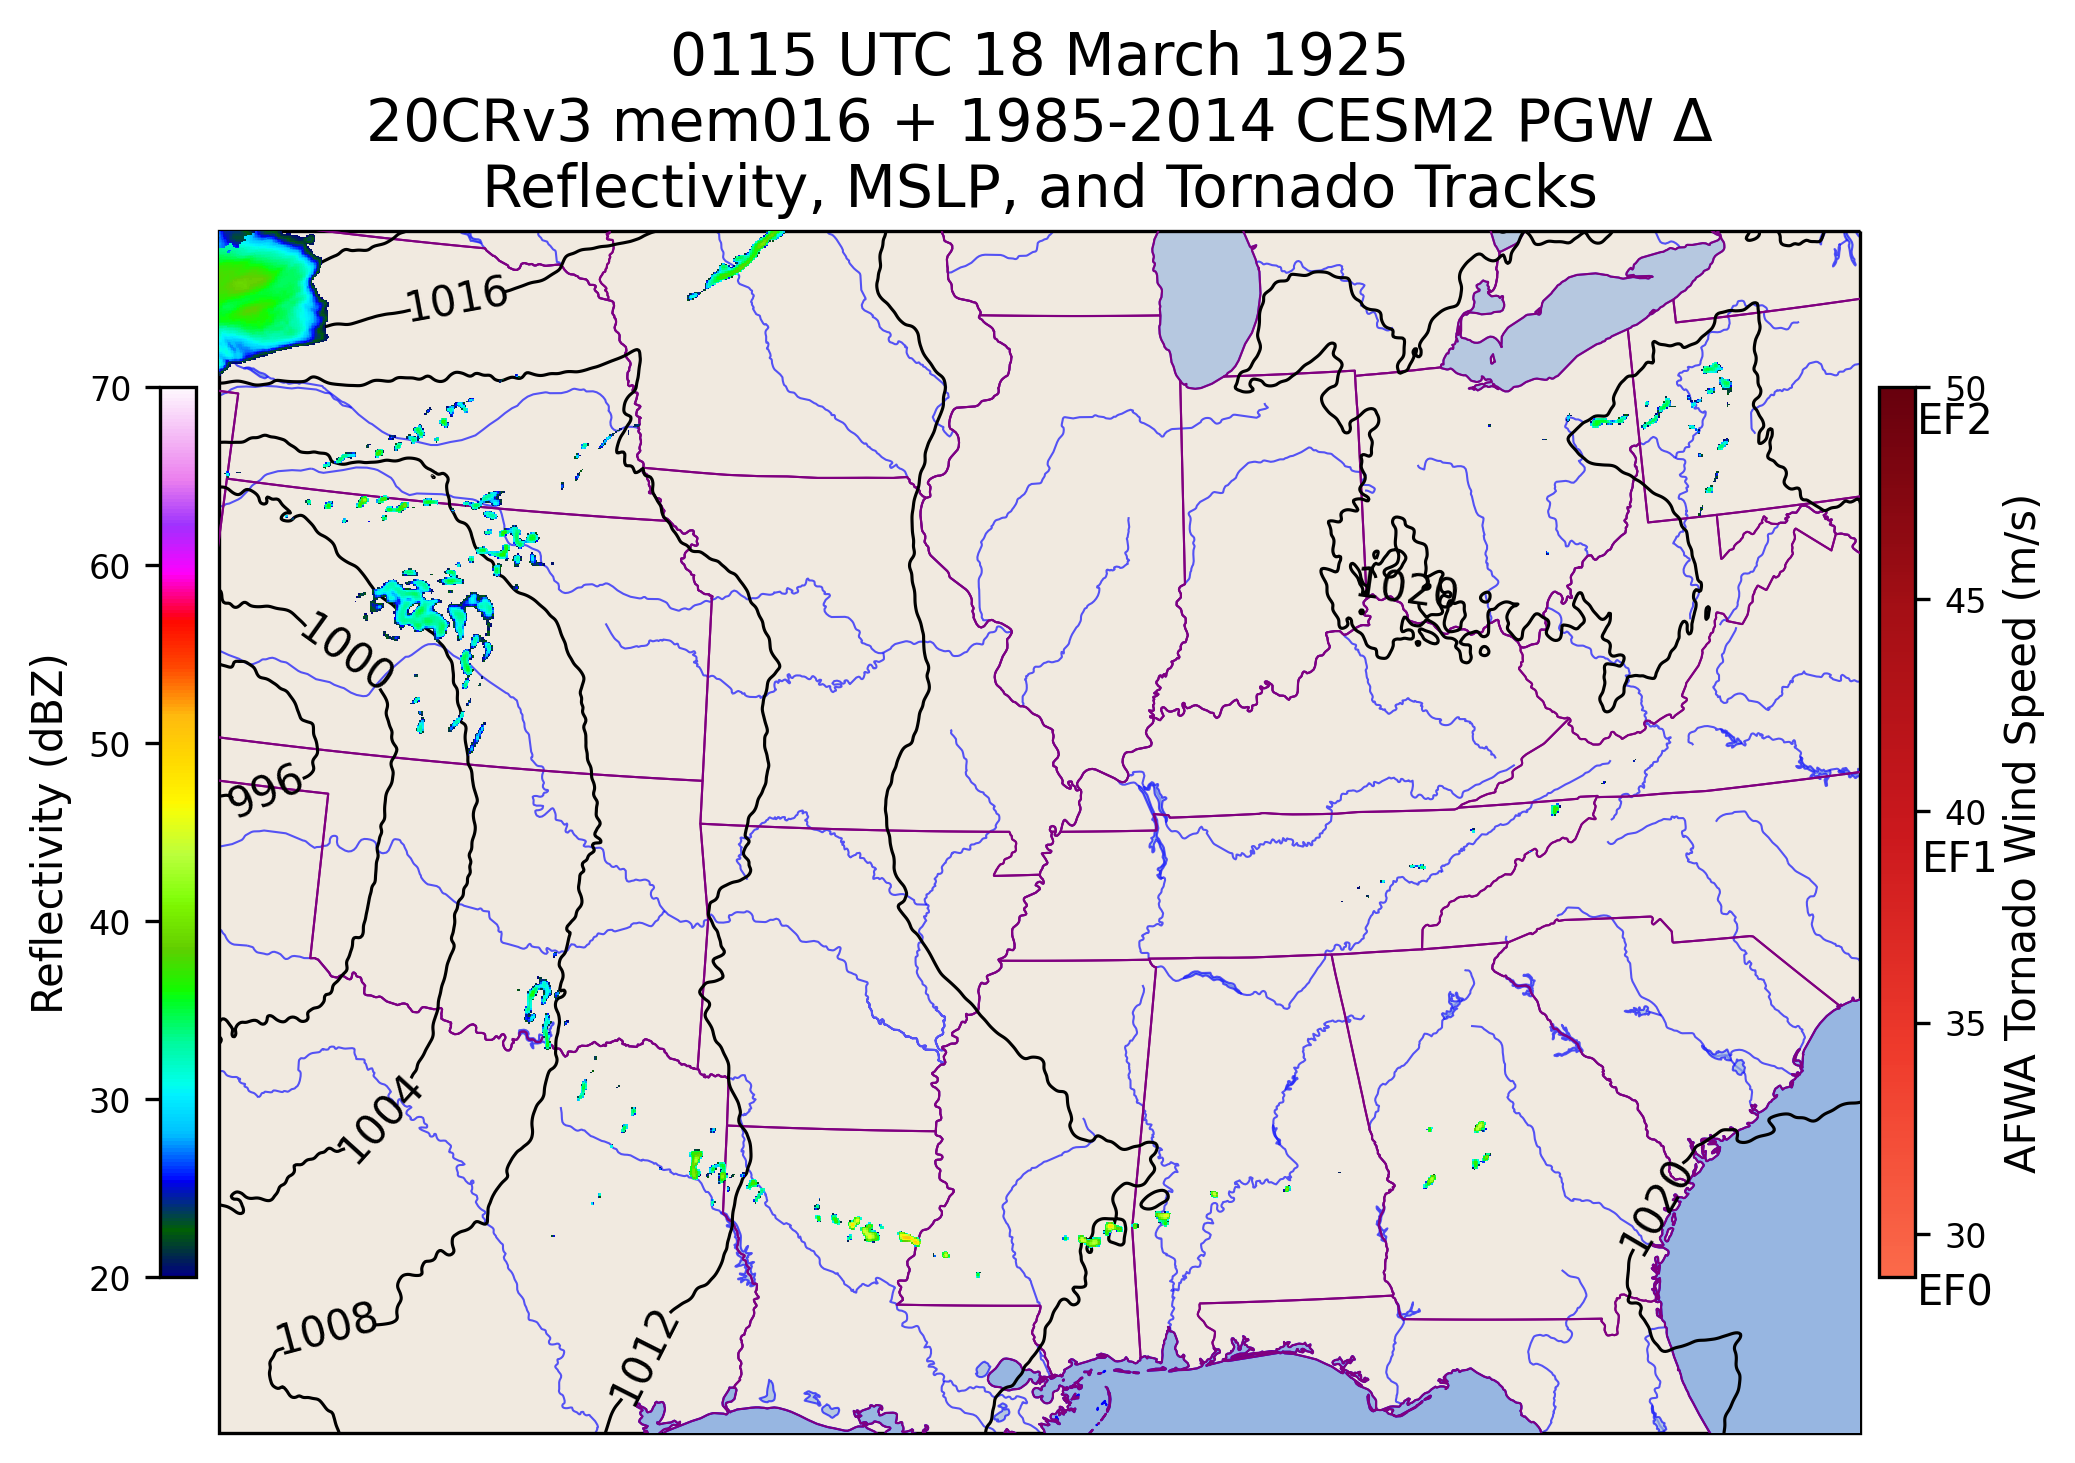 0115 UTC 18 March 1925
20CRv3 mem016 + 1985-2014 CESM2 PGW Δ
Reflectivity, MSLP, and Tornado Tracks
1016
1020
1000
996
1004
1020
1008
1012
0
Reflectivity (dBZ)
70
60
50
40
30
20
50
EF2
45
40
EF1
35
30
EF0
AFWA Tornado Wind Speed (m/s)